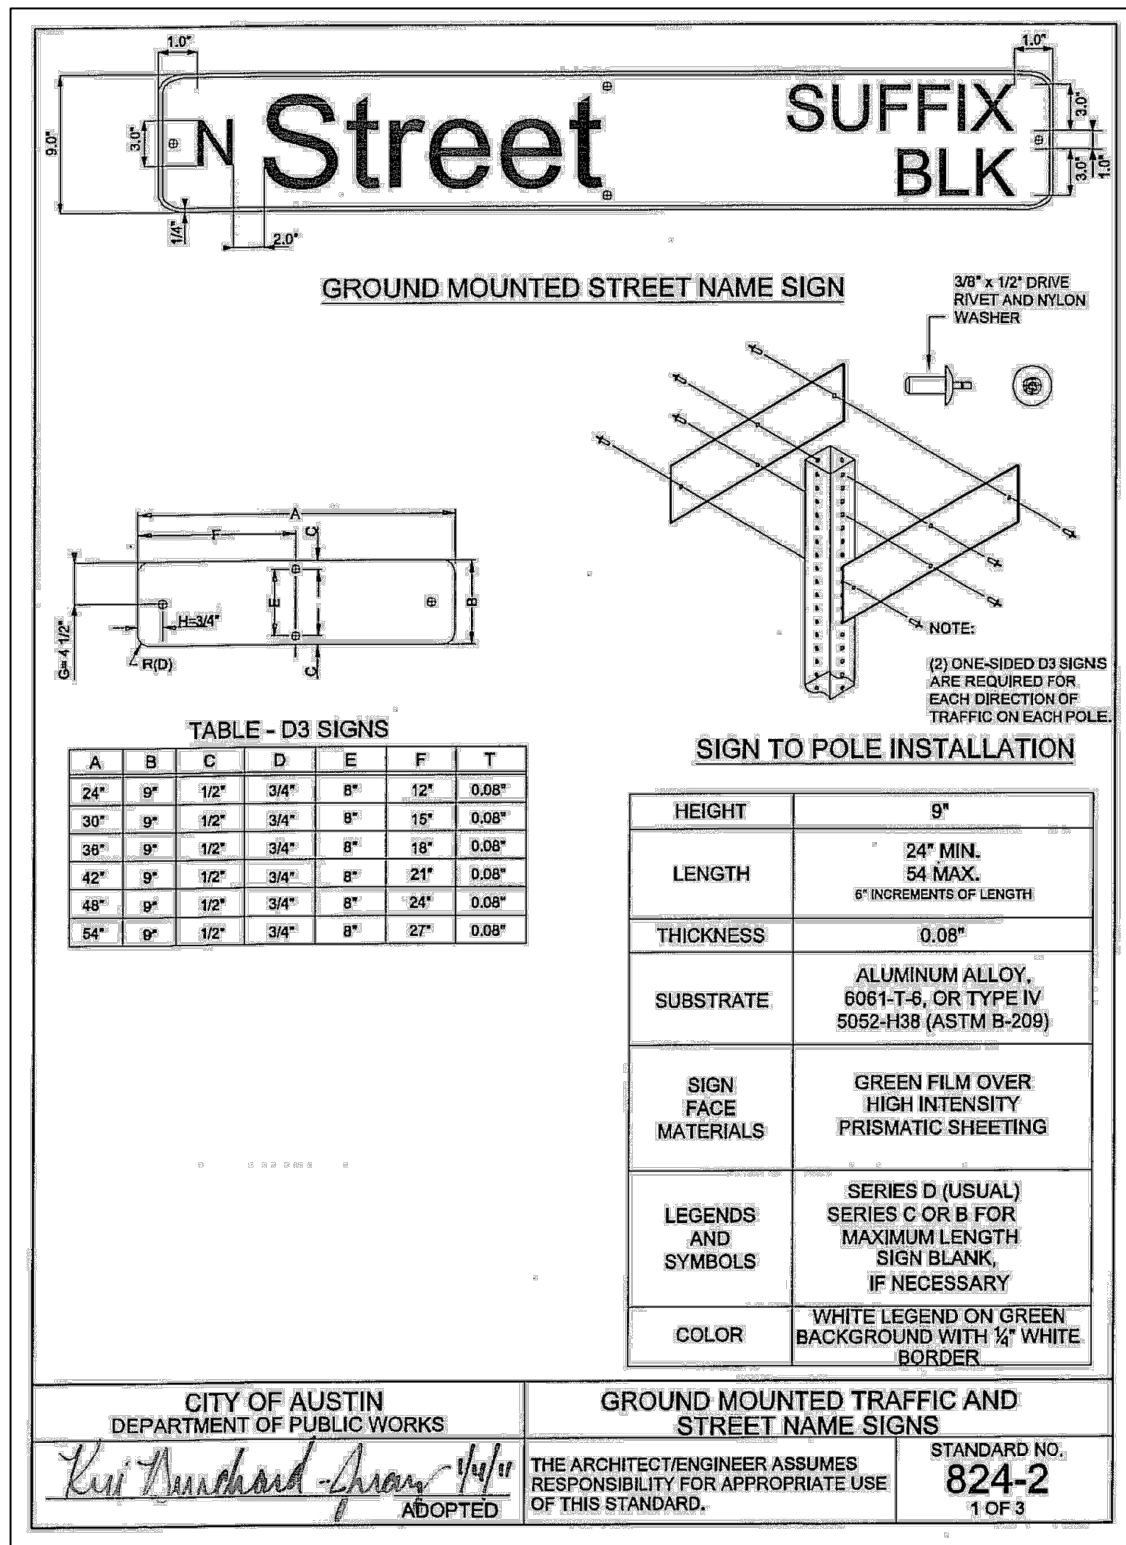 1.0"
1.0"
9.0"
3.0"
N Street
SUFFIX
BLK
3.0"
3.0"
1.0"
1/4"
2.0"
GROUND MOUNTED STREET NAME SIGN
3/8" x 1/2" DRIVE
RIVET AND NYLON
WASHER
A
F
C
E
B
H=3/4"
G= 4 1/2"
R(D)
C
NOTE:
(2) ONE-SIDED D3 SIGNS
ARE REQUIRED FOR
EACH DIRECTION OF
TRAFFIC ON EACH POLE.
SIGN TO POLE INSTALLATION
TABLE - D3 SIGNS
A B C D E F T
24" 9" 1/2" 3/4" 8" 12" 0.08"
30" 9" 1/2" 3/4" 8" 15" 0.08"
36" 9" 1/2" 3/4" 8" 18" 0.08"
42" 9" 1/2" 3/4" 8" 21" 0.08"
48" 9" 1/2" 3/4" 8" 24" 0.08"
54" 9" 1/2" 3/4" 8" 27" 0.08"
HEIGHT 9"
LENGTH
24" MIN.
54 MAX.
6" INCREMENTS OF LENGTH
THICKNESS 0.08"
SUBSTRATE
ALUMINUM ALLOY,
6061-T-6, OR TYPE IV
5052-H38 (ASTM B-209)
SIGN
FACE
MATERIALS
GREEN FILM OVER
HIGH INTENSITY
PRISMATIC SHEETING
LEGENDS
AND
SYMBOLS
SERIES D (USUAL)
SERIES C OR B FOR
MAXIMUM LENGTH
SIGN BLANK,
IF NECESSARY
COLOR
WHITE LEGEND ON GREEN
BACKGROUND WITH ¼" WHITE
BORDER
CITY OF AUSTIN
DEPARTMENT OF PUBLIC WORKS
GROUND MOUNTED TRAFFIC AND
STREET NAME SIGNS
1/4/11
ADOPTED
THE ARCHITECT/ENGINEER ASSUMES
RESPONSIBILITY FOR APPROPRIATE USE
OF THIS STANDARD.
STANDARD NO.
824-2
1 OF 3